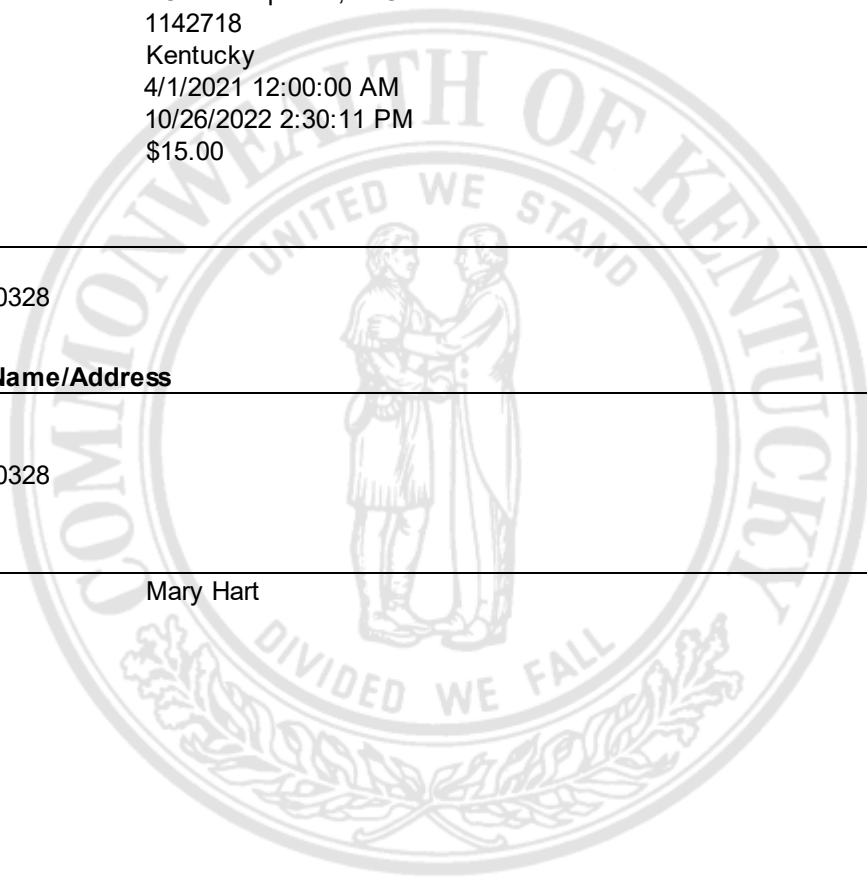 1142718
Kentucky
4/1/2021 12:00:00 AM
10/26/2022 2:30:11 PM
$15.00
COMMONWEALTH OF KENTUCKY
UNITED WE STAND
0328
Name/Address
0328
Mary Hart
DIVIDED WE FALL